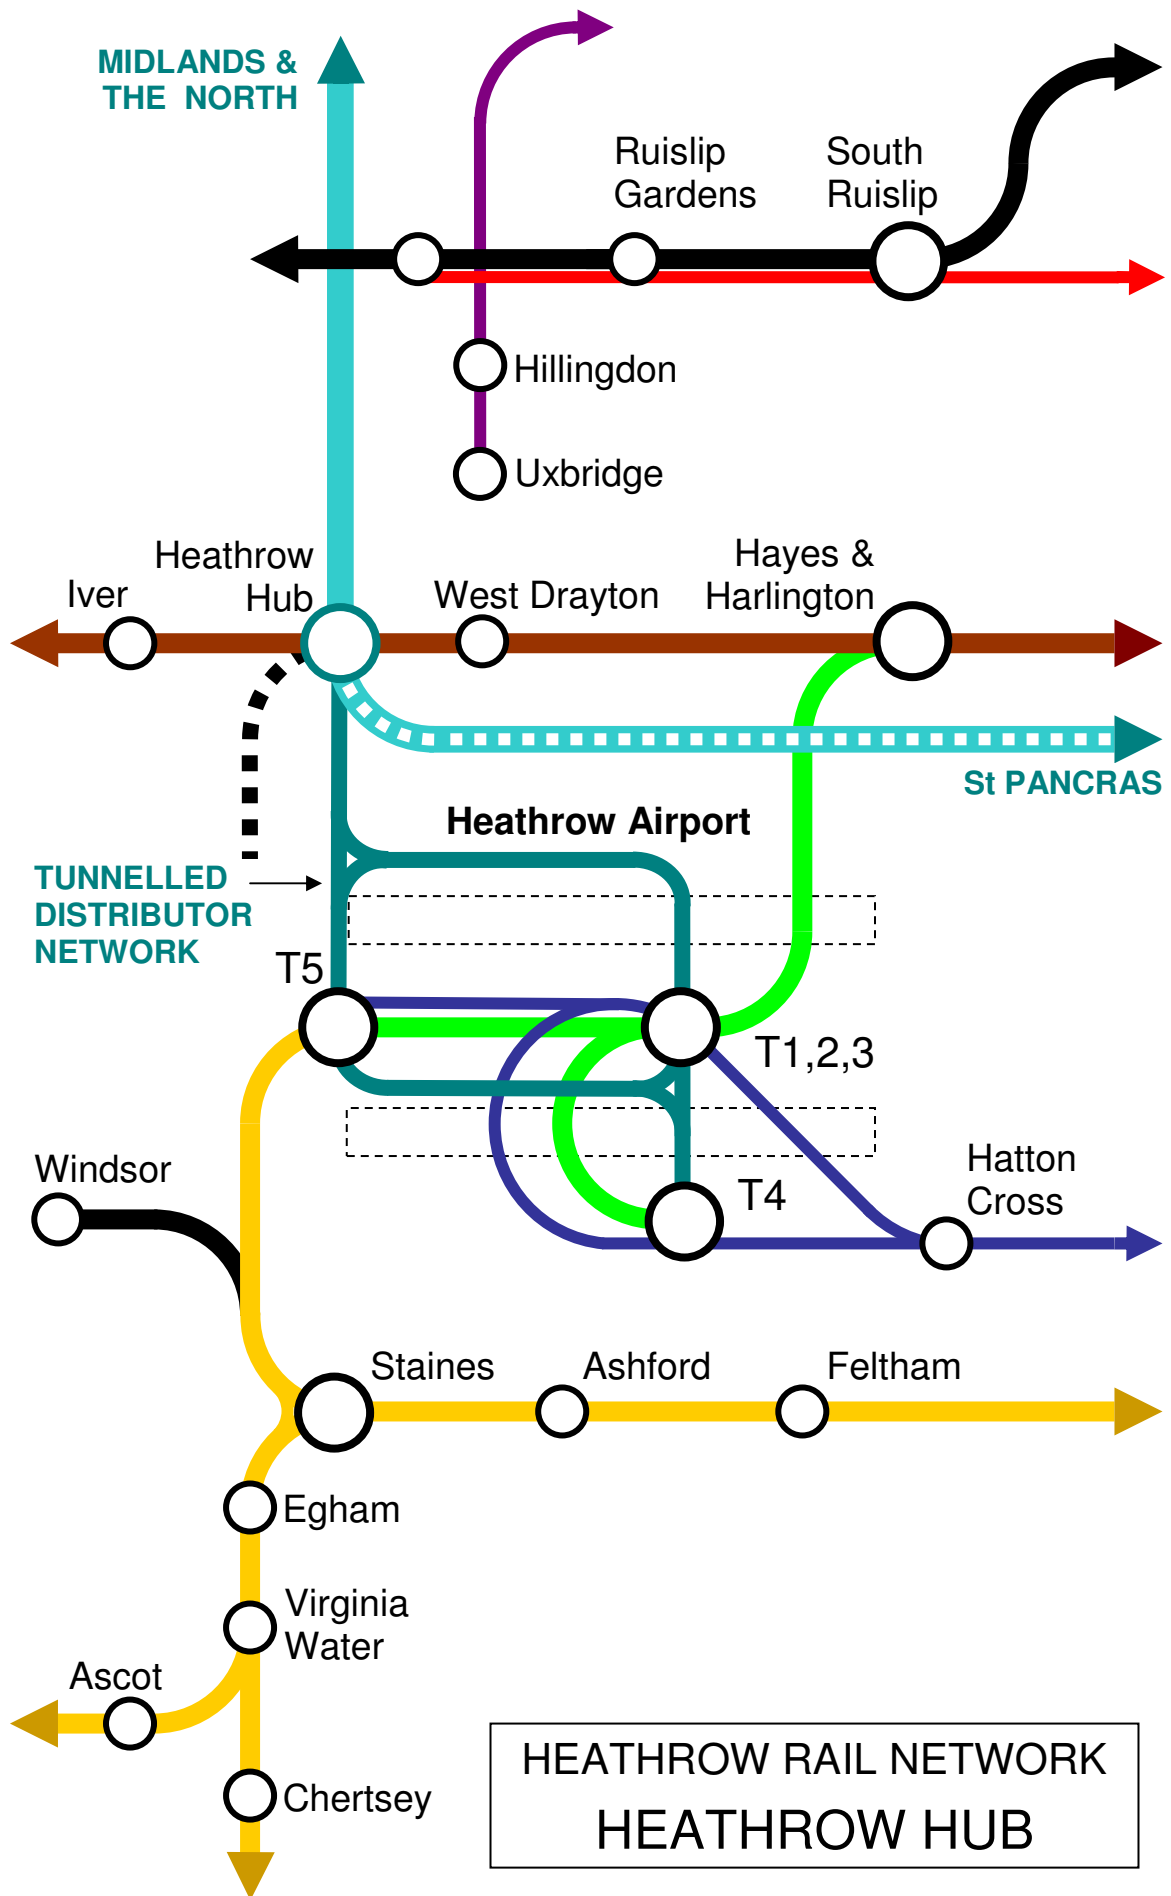 MIDLANDS &
THE NORTH
Ruislip
Gardens
South
Ruislip
Hillingdon
Uxbridge
Heathrow
Hub
Iver
West Drayton
Hayes &
Harlington
St PANCRAS
Heathrow Airport
TUNNELLED
DISTRIBUTOR
NETWORK
T5
T1,2,3
T4
Windsor
Hatton
Cross
Staines
Ashford
Feltham
Egham
Virginia
Water
Ascot
Chertsey
HEATHROW RAIL NETWORK
HEATHROW HUB